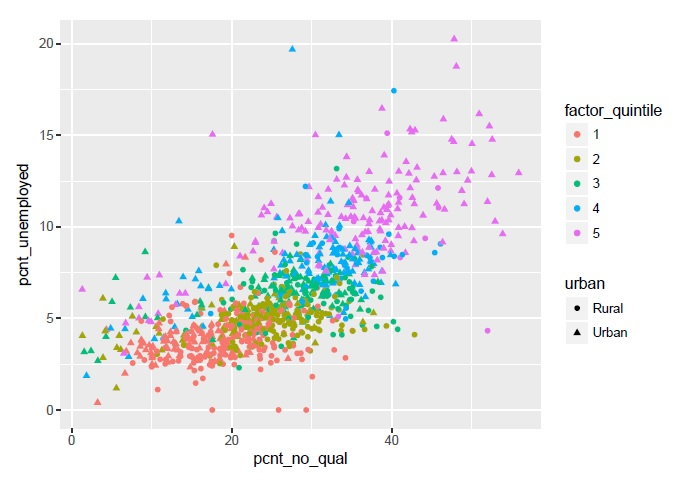 20
15
10
5
0
0
20
40
pcnt_no_qual
pcnt_unemployed
factor_quintile
1
2
3
4
5
urban
Rural
Urban